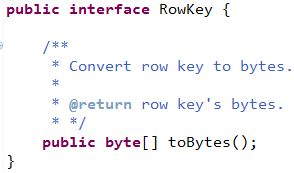 public interface RowKey {
/**
* Convert row key to bytes.
*
* @return row key's bytes.
* */
public byte[] toBytes();
}